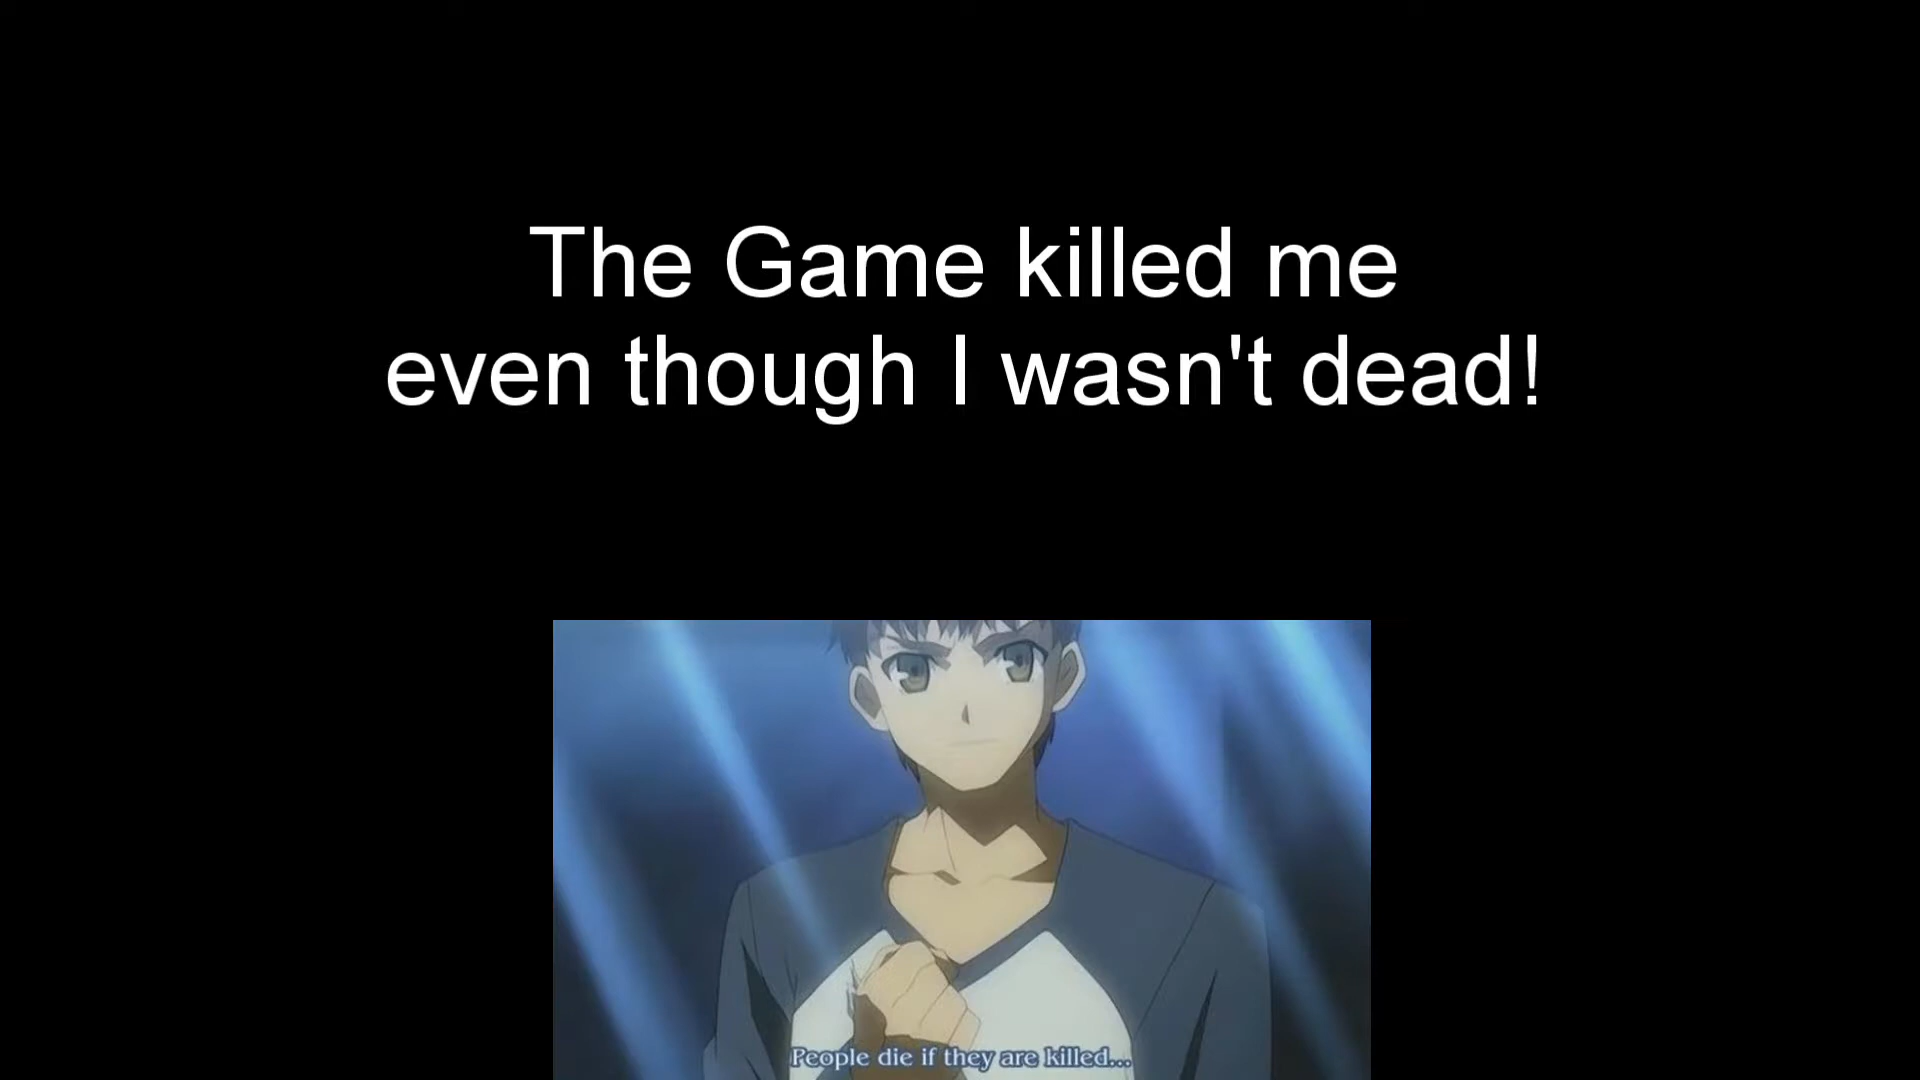 The Game killed me
even though I wasn't dead!
People die if they are killed...